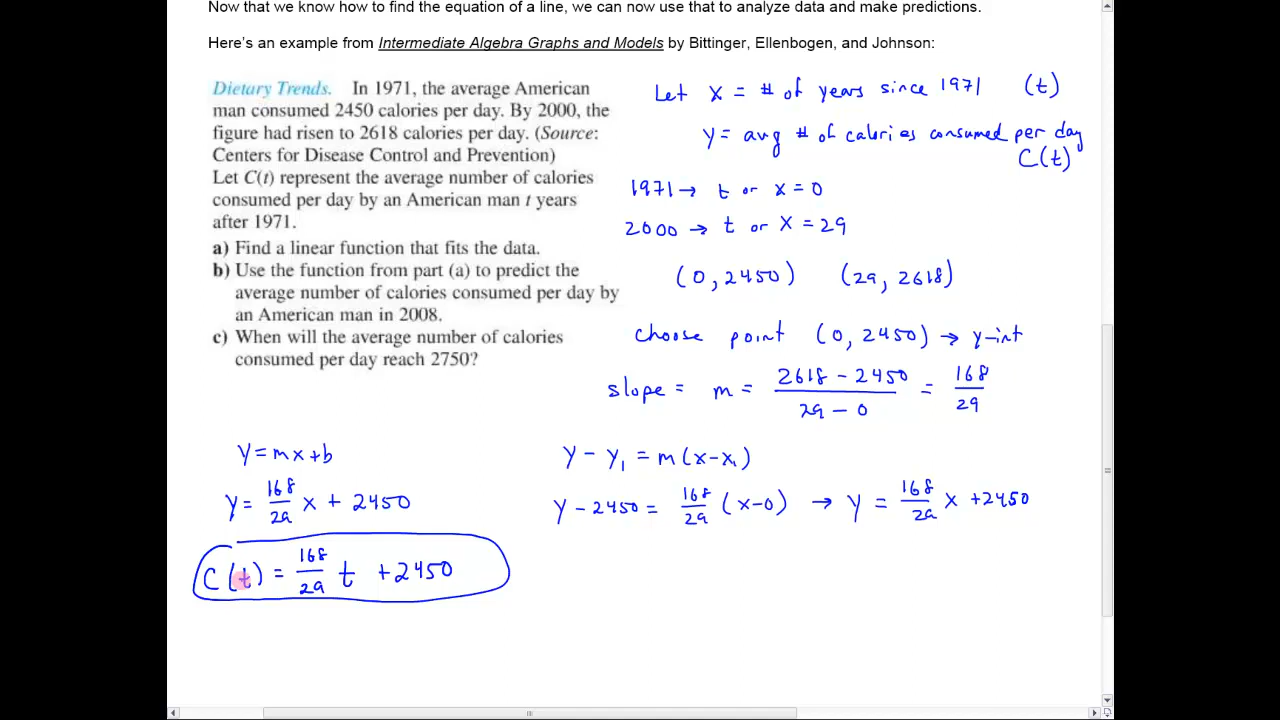 Now that we know how to find the equation of a line, we can now use that to analyze data and make predictions.
Here's an example from Intermediate Algebra Graphs and Models by Bittinger, Ellenbogen, and Johnson:
Dietary Trends. In 1971, the average American
man consumed 2450 calories per day. By 2000, the
figure had risen to 2618 calories per day. (Source:
Centers for Disease Control and Prevention)
Let C(t) represent the average number of calories
consumed per day by an American man t years
after 1971.
a) Find a linear function that fits the data.
b) Use the function from part (a) to predict the
average number of calories consumed per day by
an American man in 2008.
c) When will the average number of calories
consumed per day reach 2750?
Let x = # of years since 1971 (t)
y = avg # of calories consumed per day
C(t)
1971 → t or x = 0
2000 → t or x = 29
(0, 2450) (29, 2618)
choose point (0, 2450) → y-int
slope = m = 2618 - 2450 / 29 - 0 = 168 / 29
y = mx + b
y = 168/29 x + 2450
C(t) = 168/29 t + 2450
y - y₁ = m(x - x₁)
y - 2450 = 168/29 (x - 0) → y = 168/29 x + 2450